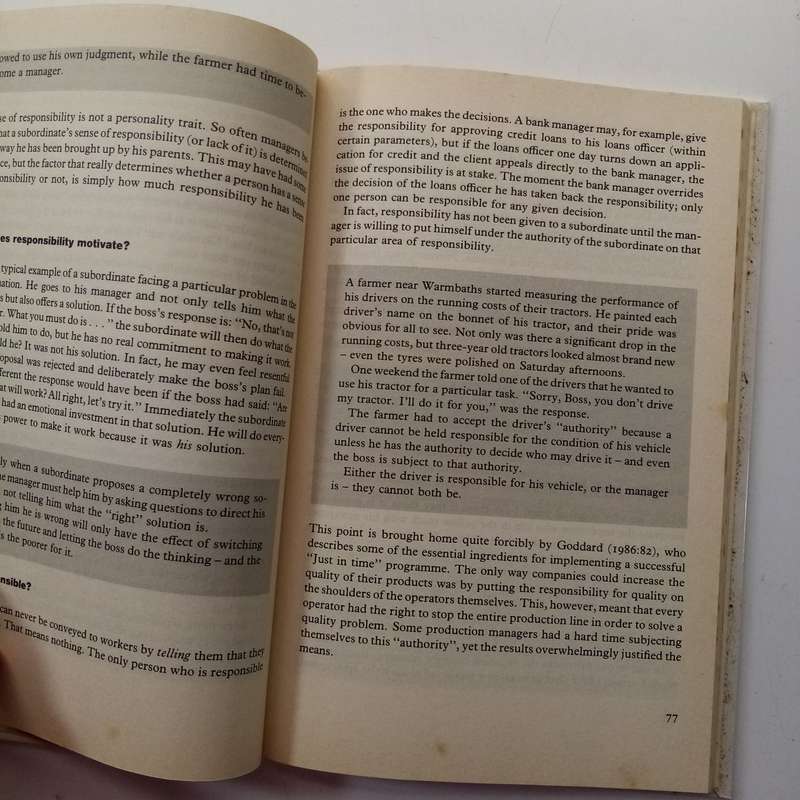 owed to use his own judgment, while the farmer had time to be-
ome a manager.
se of responsibility is not a personality trait. So often managers be
hat a subordinate's sense of responsibility (or lack of it) is determined
way he has been brought up by his parents. This may have had some
ce, but the factor that really determines whether a person has a sense
onsibility or not, is simply how much responsibility he has been
es responsibility motivate?
typical example of a subordinate facing a particular problem in the
ation. He goes to his manager and not only tells him what the
s but also offers a solution. If the boss's response is: "No, that's not
r. What you must do is . . ." the subordinate will then do what the
old him to do, but he has no real commitment to making it work.
ld he? It was not his solution. In fact, he may even feel resentful
oposal was rejected and deliberately make the boss's plan fail.
fferent the response would have been if the boss had said: "Are
at will work? All right, let's try it." Immediately the subordinate
had an emotional investment in that solution. He will do every-
power to make it work because it was his solution.
ly when a subordinate proposes a completely wrong so-
ne manager must help him by asking questions to direct his
not telling him what the "right" solution is.
g him he is wrong will only have the effect of switching
the future and letting the boss do the thinking – and the
s the poorer for it.
nsible?
can never be conveyed to workers by telling them that they
. That means nothing. The only person who is responsible
is the one who makes the decisions. A bank manager may, for example, give
the responsibility for approving credit loans to his loans officer (within
certain parameters), but if the loans officer one day turns down an appli-
cation for credit and the client appeals directly to the bank manager, the
issue of responsibility is at stake. The moment the bank manager overrides
the decision of the loans officer he has taken back the responsibility; only
one person can be responsible for any given decision.
In fact, responsibility has not been given to a subordinate until the man-
ager is willing to put himself under the authority of the subordinate on that
particular area of responsibility.
A farmer near Warmbaths started measuring the performance of
his drivers on the running costs of their tractors. He painted each
driver's name on the bonnet of his tractor, and their pride was
obvious for all to see. Not only was there a significant drop in the
running costs, but three-year old tractors looked almost brand new
– even the tyres were polished on Saturday afternoons.
One weekend the farmer told one of the drivers that he wanted to
use his tractor for a particular task. "Sorry, Boss, you don't drive
my tractor. I'll do it for you," was the response.
The farmer had to accept the driver's "authority" because a
driver cannot be held responsible for the condition of his vehicle
unless he has the authority to decide who may drive it – and even
the boss is subject to that authority.
Either the driver is responsible for his vehicle, or the manager
is – they cannot both be.
This point is brought home quite forcibly by Goddard (1986:82), who
describes some of the essential ingredients for implementing a successful
"Just in time" programme. The only way companies could increase the
quality of their products was by putting the responsibility for quality on
the shoulders of the operators themselves. This, however, meant that every
operator had the right to stop the entire production line in order to solve a
quality problem. Some production managers had a hard time subjecting
themselves to this "authority", yet the results overwhelmingly justified the
means.
77